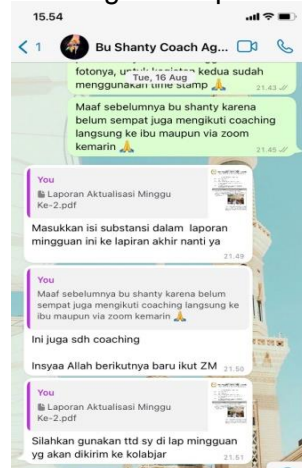 15.54
1
Bu Shanty Coach Ag...
fotonya, untuk kegiatan kedua sudah
menggunakan time stamp 🙏
21.43
Tue, 16 Aug
Maaf sebelumnya bu shanty karena
belum sempat juga mengikuti coaching
langsung ke ibu maupun via zoom
kemarin 🙏
21.45
You
Laporan Aktualisasi Minggu
Ke-2.pdf
Masukkan isi substansi dalam laporan
mingguan ini ke lapiran akhir nanti ya
21.49
You
Maaf sebelumnya bu shanty karena belum
sempat juga mengikuti coaching langsung ke
ibu maupun via zoom kemarin 🙏
Ini juga sdh coaching
Insyaa Allah berikutnya baru ikut ZM
21.50
You
Laporan Aktualisasi Minggu
Ke-2.pdf
Silahkan gunakan ttd sy di lap mingguan
yg akan dikirim ke kolabjar
21.51